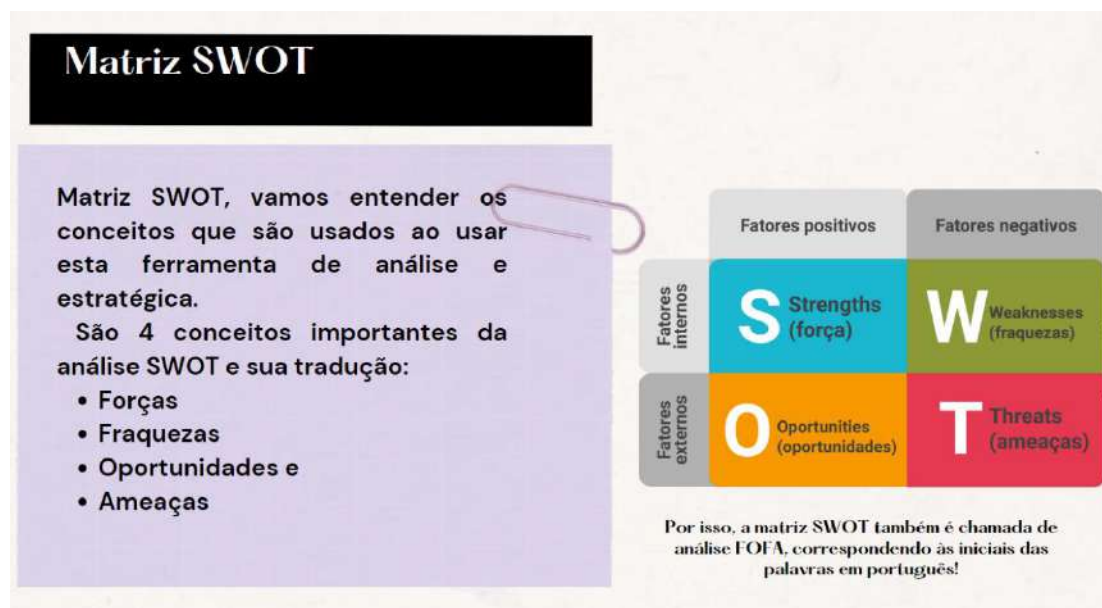 Matriz SWOT
Matriz SWOT, vamos entender os
conceitos que são usados ao usar
esta ferramenta de análise e
estratégica.
São 4 conceitos importantes da
análise SWOT e sua tradução:
• Forças
• Fraquezas
• Oportunidades e
• Ameaças
Fatores positivos
Fatores negativos
Fatores
internos
S
Strengths
(força)
W
Weaknesses
(fraquezas)
Fatores
externos
O
Oportunities
(oportunidades)
T
Threats
(ameaças)
Por isso, a matriz SWOT também é chamada de
análise FOFA, correspondendo às iniciais das
palavras em português!